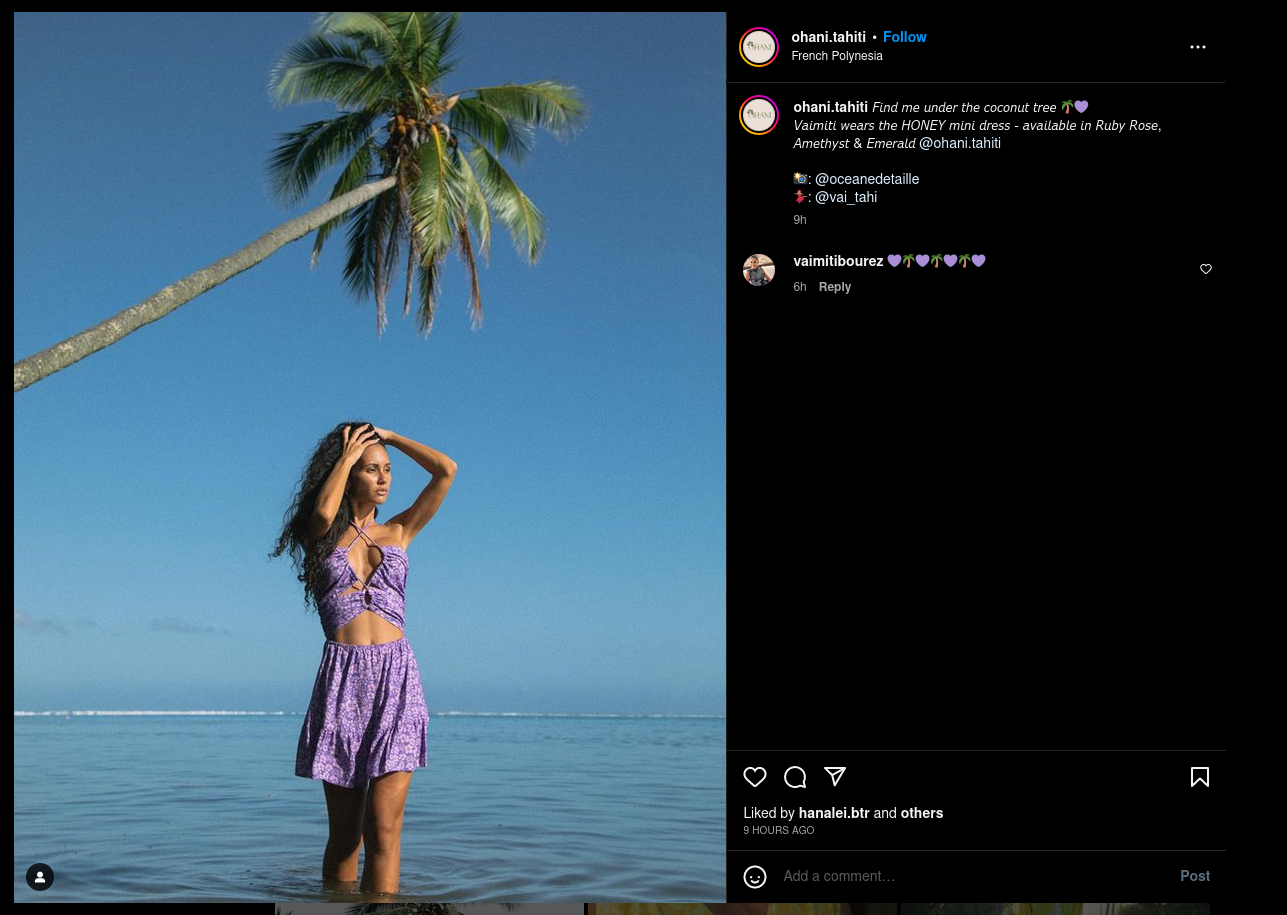 ohani.tahiti • Follow
French Polynesia
ohani.tahiti Find me under the coconut tree 🌴💜
Vaimiti wears the HONEY mini dress - available in Ruby Rose,
Amethyst & Emerald @ohani.tahiti
📸: @oceanedetaille
💃: @vai_tahi
9h
vaimitibourez 💜🌴💜🌴💜🌴💜
6h Reply
Liked by hanalei.btr and others
9 HOURS AGO
Add a comment…
Post